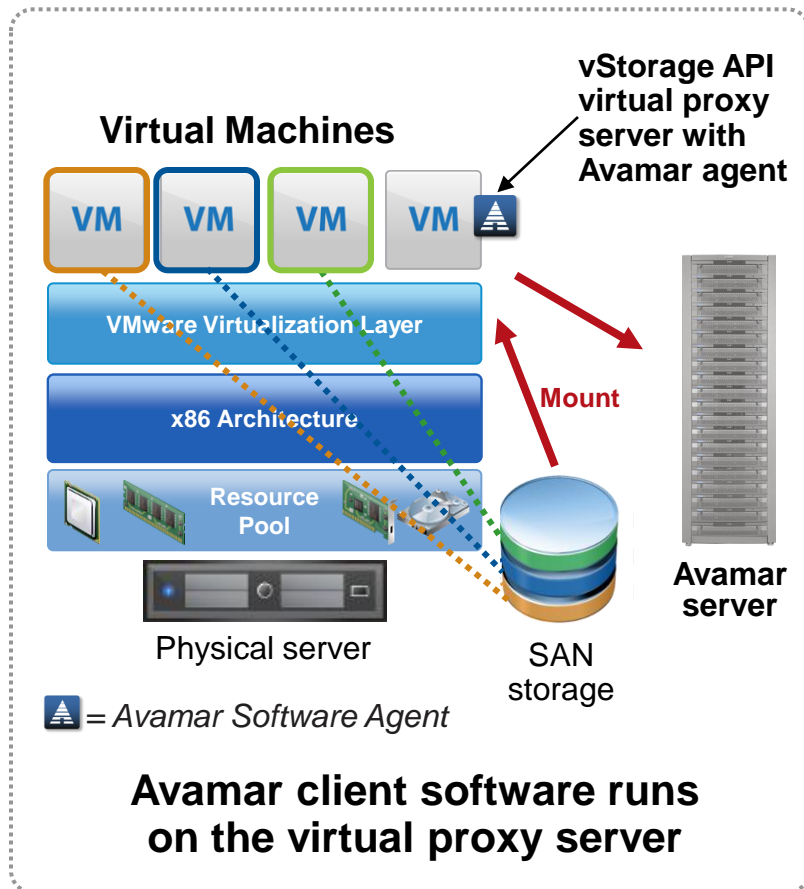 vStorage API
virtual proxy
server with
Avamar agent
Virtual Machines
VM
VM
VM
VM
VMware Virtualization Layer
x86 Architecture
Resource
Pool
Mount
Physical server
SAN
storage
Avamar
server
= Avamar Software Agent
Avamar client software runs
on the virtual proxy server